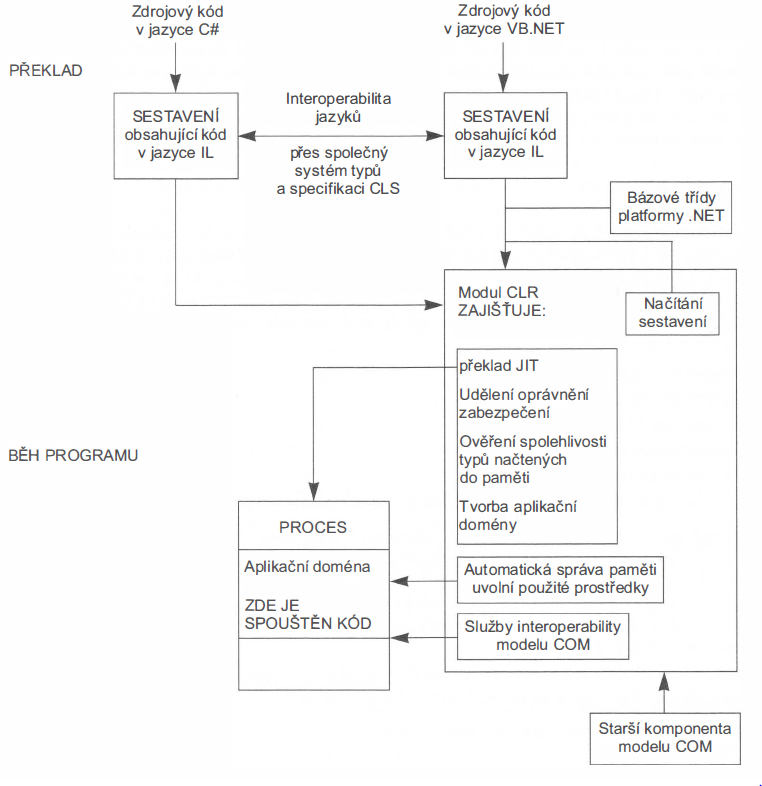 Zdrojový kód
v jazyce C#
Zdrojový kód
v jazyce VB.NET
PŘEKLAD
SESTAVENÍ
obsahující kód
v jazyce IL
Interoperabilita
jazyků
přes společný
systém typů
a specifikaci CLS
SESTAVENÍ
obsahující kód
v jazyce IL
Bázové třídy
platformy .NET
Modul CLR
ZAJIŠŤUJE:
Načítání
sestavení
překlad JIT
Udělení oprávnění
zabezpečení
Ověření spolehlivosti
typů načtených
do paměti
Tvorba aplikační
domény
BĚH PROGRAMU
PROCES
Aplikační doména
ZDE JE
SPOUŠTĚN KÓD
Automatická správa paměti
uvolní použité prostředky
Služby interoperability
modelu COM
Starší komponenta
modelu COM